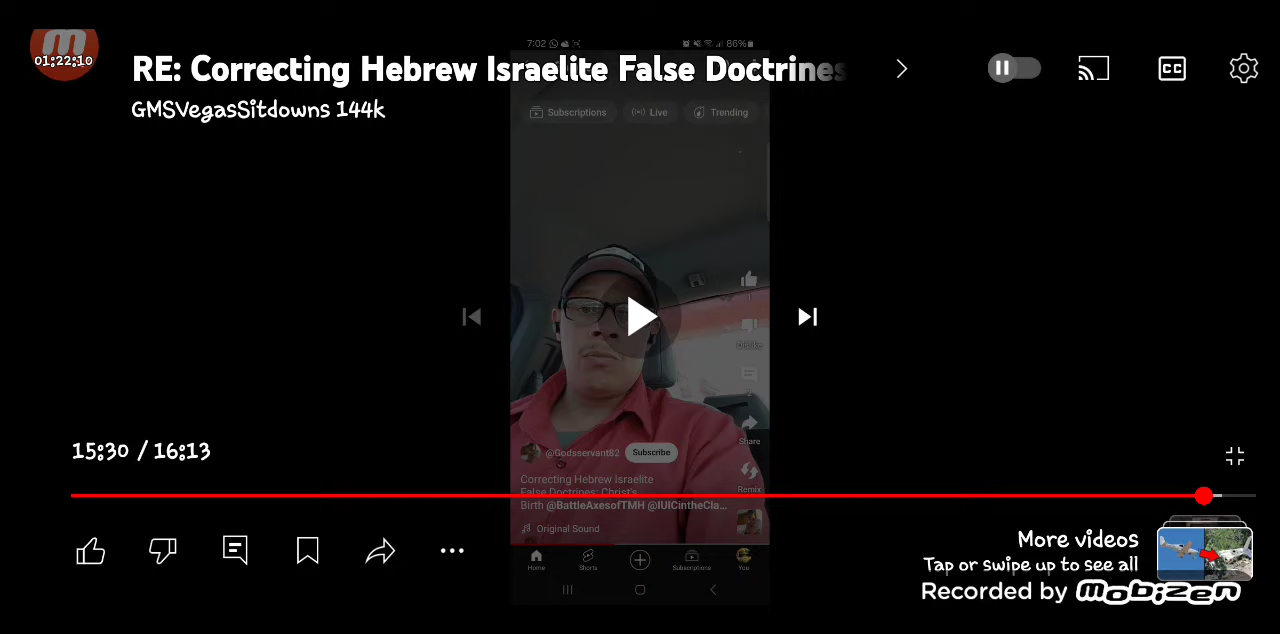 7:02
86%
01:22:10
RE: Correcting Hebrew Israelite False Doctrines
CC
GMSVegasSitdowns 144k
Subscriptions
Live
Trending
Dislike
15:30 / 16:13
Share
@Godsservant82
Subscribe
Correcting Hebrew Israelite
False Doctrines: Christ's
Remix
Birth @BattleAxesofTMH @IUICintheCla...
Original Sound
Home
Shorts
Subscriptions
You
More videos
Tap or swipe up to see all
Recorded by Mobizen